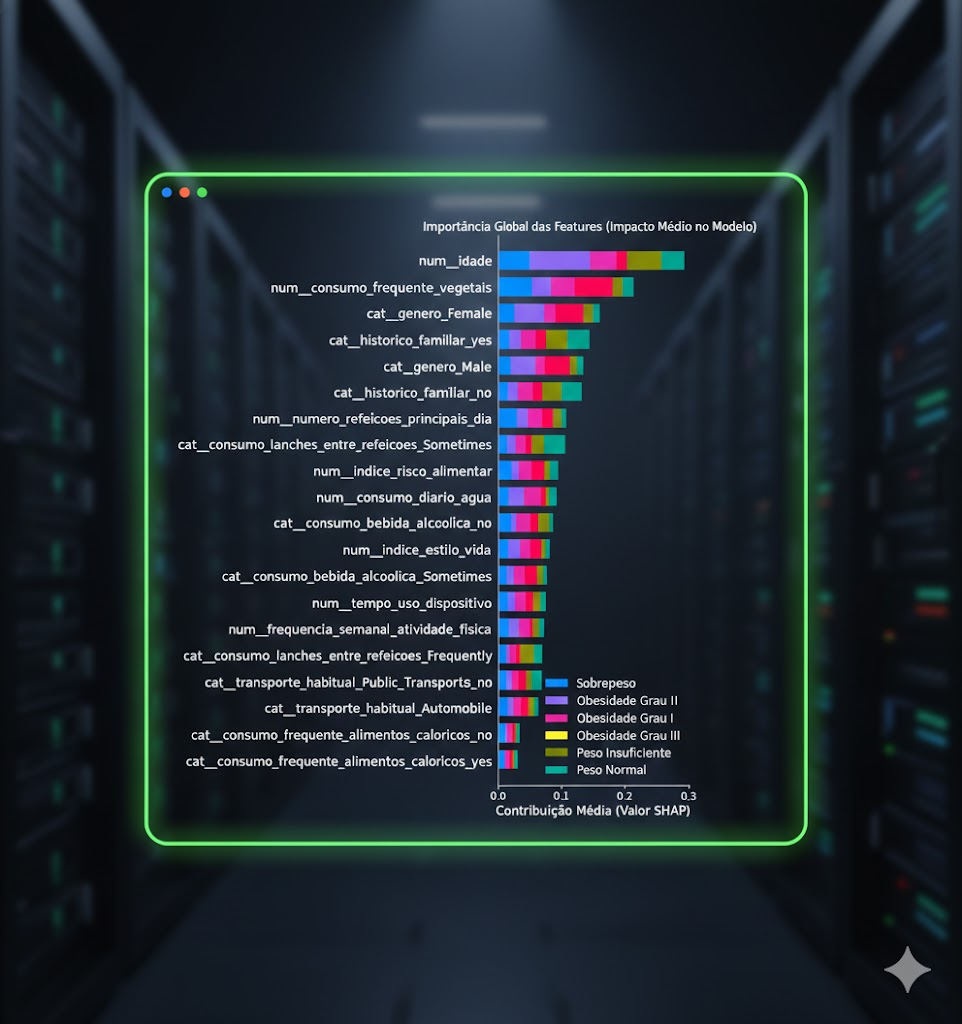 Importância Global das Features (Impacto Médio no Modelo)
num__idade
num__consumo_frequente_vegetais
cat__genero_Female
cat__historico_familiar_yes
cat__genero_Male
cat__historico_familiar_no
num__numero_refeicoes_principais_dia
cat__consumo_lanches_entre_refeicoes_Sometimes
num__indice_risco_alimentar
num__consumo_diario_agua
cat__consumo_bebida_alcoolica_no
num__indice_estilo_vida
cat__consumo_bebida_alcoolica_Sometimes
num__tempo_uso_dispositivo
num__frequencia_semanal_atividade_fisica
cat__consumo_lanches_entre_refeicoes_Frequently
cat__transporte_habitual_Public_Transports_no
cat__transporte_habitual_Automobile
cat__consumo_frequente_alimentos_caloricos_no
cat__consumo_frequente_alimentos_caloricos_yes
Sobrepeso
Obesidade Grau II
Obesidade Grau I
Obesidade Grau III
Peso Insuficiente
Peso Normal
0.0 0.1 0.2 0.3
Contribuição Média (Valor SHAP)